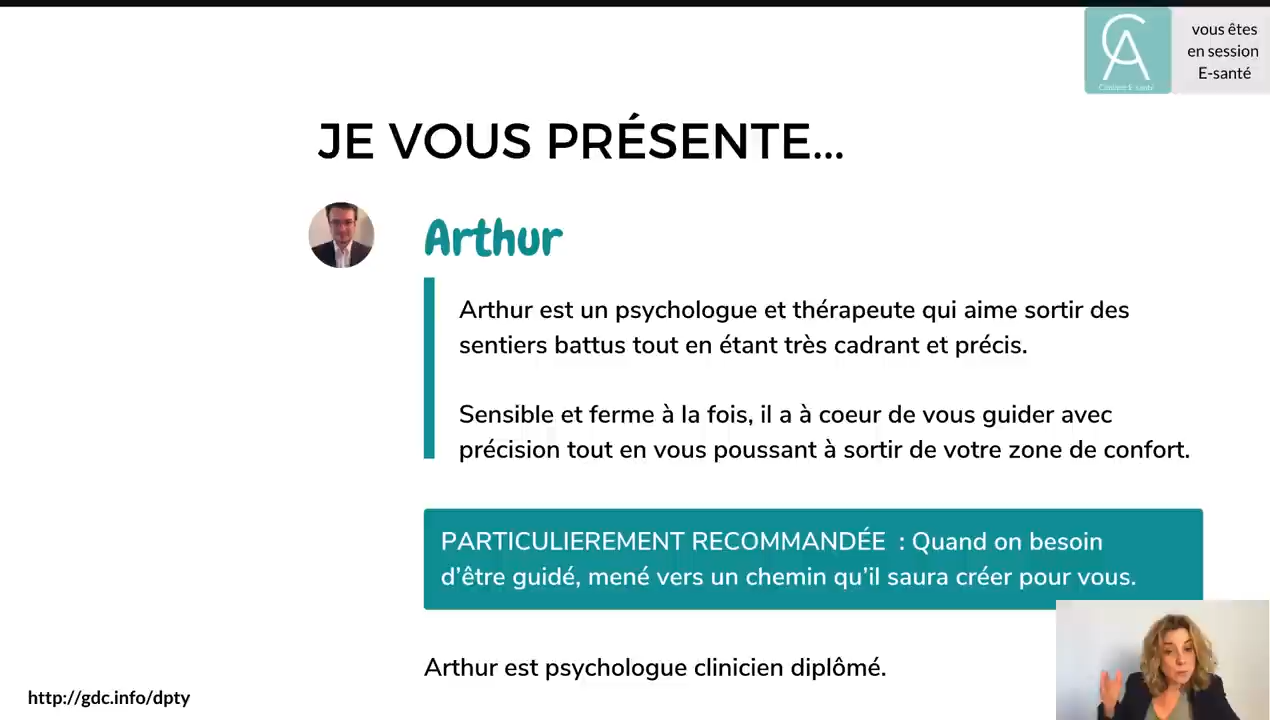 vous êtes
en session
E-santé
CA
JE VOUS PRÉSENTE...
Arthur
Arthur est un psychologue et thérapeute qui aime sortir des
sentiers battus tout en étant très cadrant et précis.
Sensible et ferme à la fois, il a à coeur de vous guider avec
précision tout en vous poussant à sortir de votre zone de confort.
PARTICULIEREMENT RECOMMANDÉE : Quand on besoin
d'être guidé, mené vers un chemin qu'il saura créer pour vous.
Arthur est psychologue clinicien diplômé.
http://gdc.info/dpty